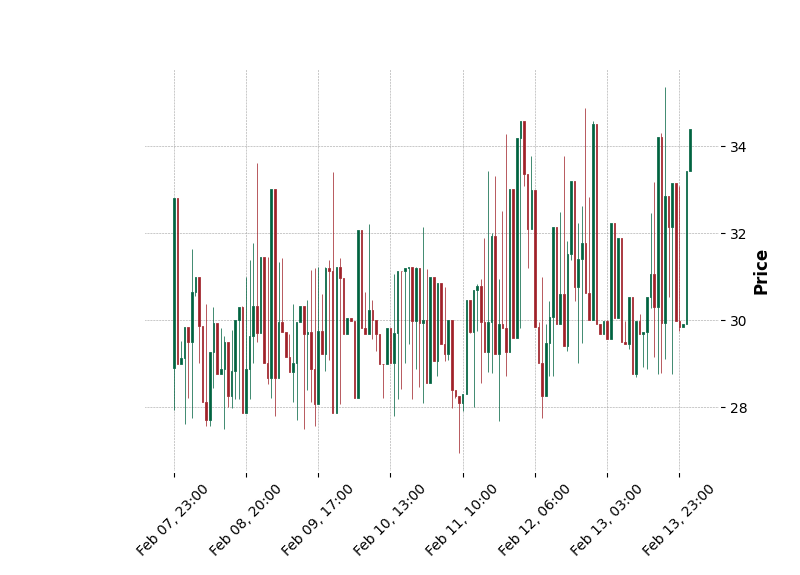 34
32
30
28
Price
Feb 07, 23:00
Feb 08, 20:00
Feb 09, 17:00
Feb 10, 13:00
Feb 11, 10:00
Feb 12, 06:00
Feb 13, 03:00
Feb 13, 23:00